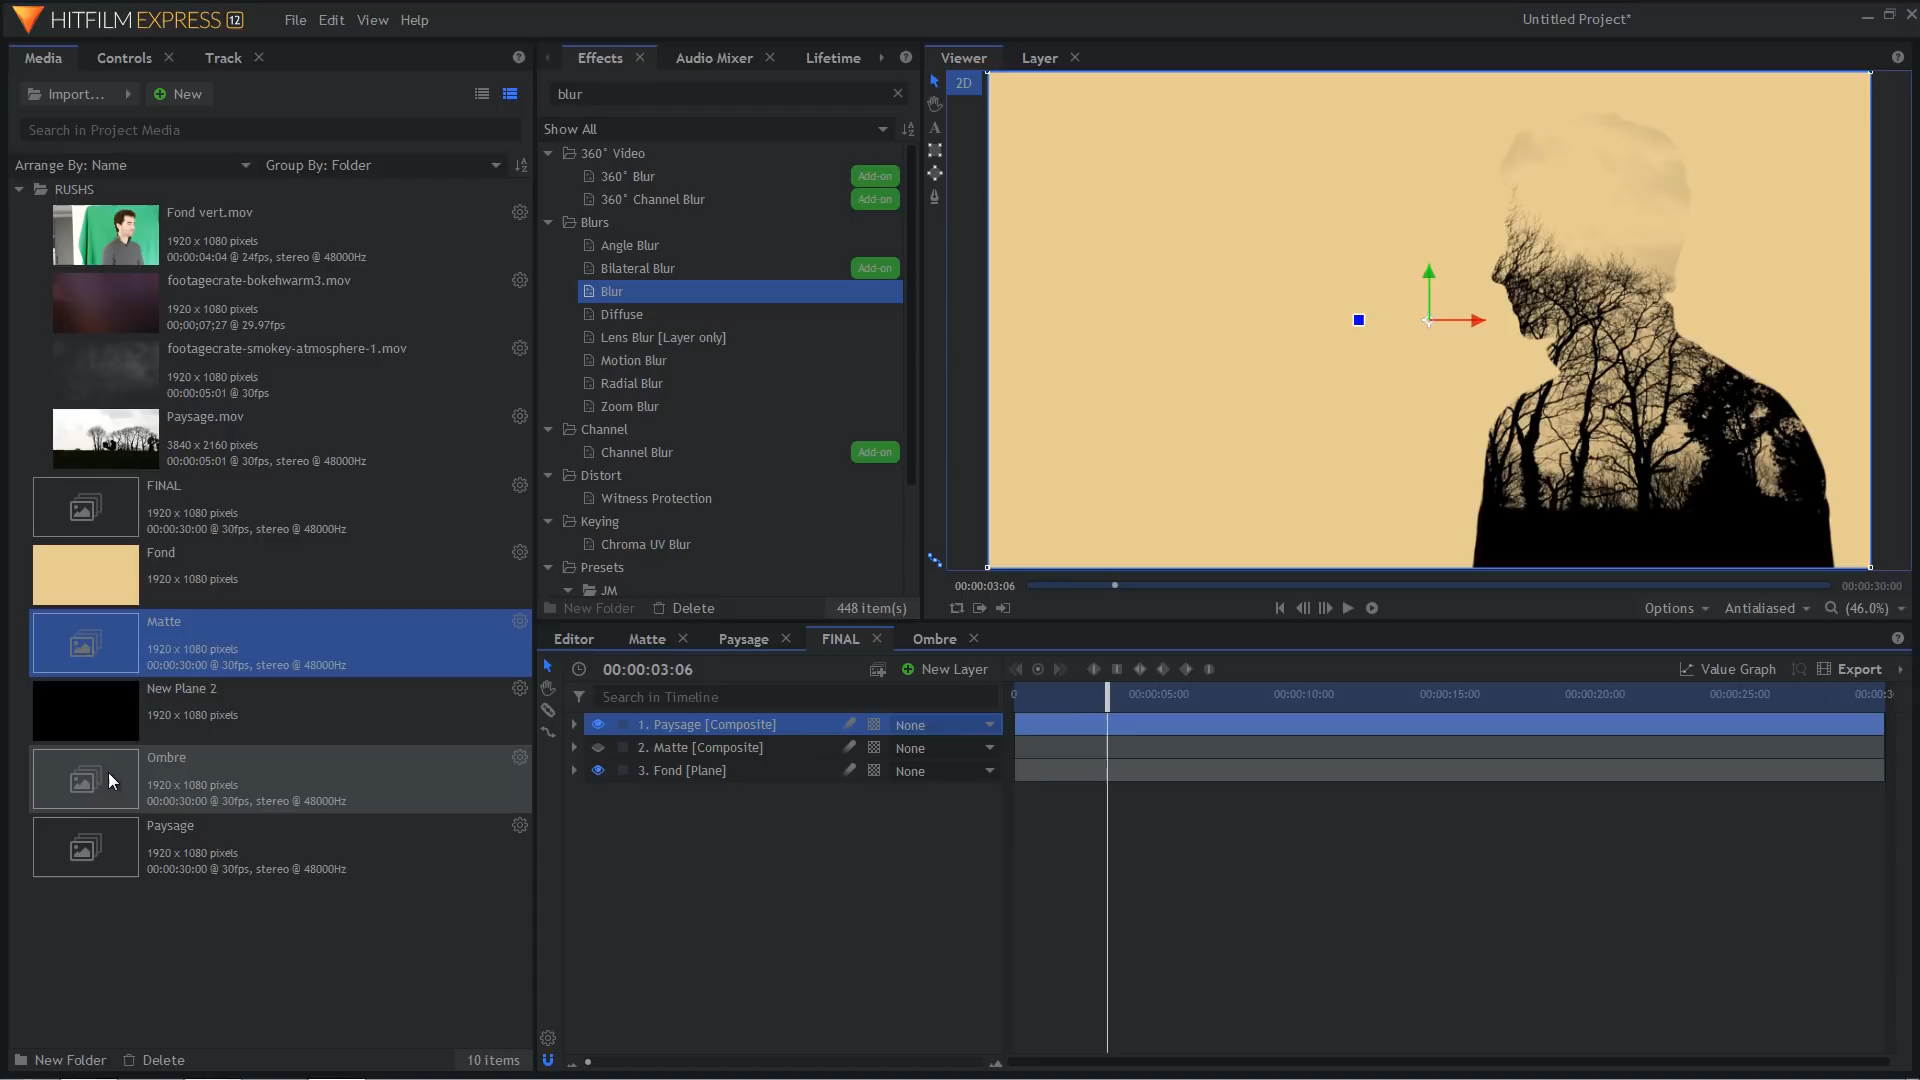 HITFILM EXPRESS 12
File Edit View Help
Untitled Project*
Media Controls Track
Import... New
Search in Project Media
Arrange By: Name Group By: Folder
RUSHS
Fond vert.mov
1920 x 1080 pixels
00:00:04:04 @ 24fps, stereo @ 48000Hz
footagecrate-bokehwarm3.mov
1920 x 1080 pixels
00;00;07;27 @ 29.97fps
footagecrate-smokey-atmosphere-1.mov
1920 x 1080 pixels
00:00:05:01 @ 30fps
Paysage.mov
3840 x 2160 pixels
00:00:05:01 @ 30fps, stereo @ 48000Hz
FINAL
1920 x 1080 pixels
00:00:30:00 @ 30fps, stereo @ 48000Hz
Fond
1920 x 1080 pixels
Matte
1920 x 1080 pixels
00:00:30:00 @ 30fps, stereo @ 48000Hz
New Plane 2
1920 x 1080 pixels
Ombre
1920 x 1080 pixels
00:00:30:00 @ 30fps, stereo @ 48000Hz
Paysage
1920 x 1080 pixels
00:00:30:00 @ 30fps, stereo @ 48000Hz
New Folder Delete 10 items
Effects Audio Mixer Lifetime
blur
Show All
360° Video
360° Blur Add-on
360° Channel Blur Add-on
Blurs
Angle Blur
Bilateral Blur Add-on
Blur
Diffuse
Lens Blur [Layer only]
Motion Blur
Radial Blur
Zoom Blur
Channel
Channel Blur Add-on
Distort
Witness Protection
Keying
Chroma UV Blur
Presets
JM
New Folder Delete 448 item(s)
Viewer Layer
2D
A
00:00:03:06 00:00:30:00
Options Antialiased (46.0%)
Editor Matte Paysage FINAL Ombre
00:00:03:06 New Layer Value Graph Export
Search in Timeline
0 00:00:05:00 00:00:10:00 00:00:15:00 00:00:20:00 00:00:25:00 00:00:3
1. Paysage [Composite] None
2. Matte [Composite] None
3. Fond [Plane] None